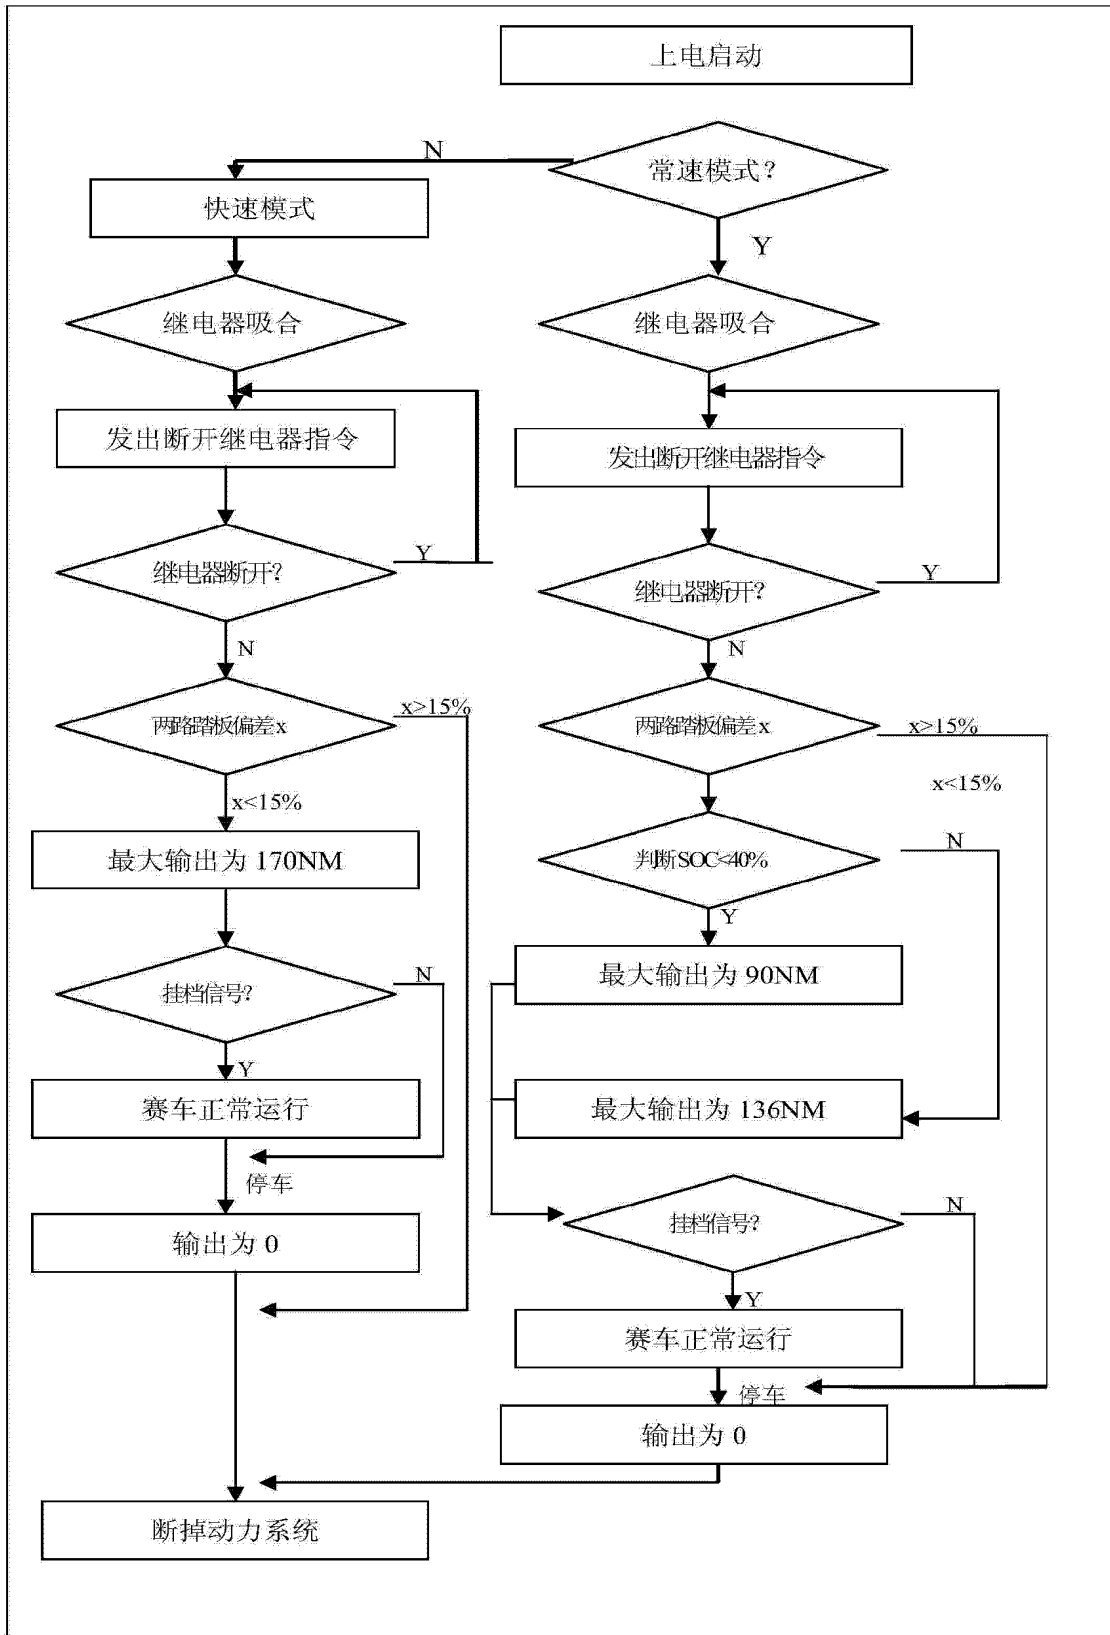 上电启动
N
常速模式?
快速模式
Y
继电器吸合
继电器吸合
发出断开继电器指令
发出断开继电器指令
继电器断开?
Y
继电器断开?
Y
N
N
两路踏板偏差x
x>15%
两路踏板偏差x
x>15%
x<15%
x<15%
最大输出为 170NM
判断SOC<40%
N
Y
挂档信号?
N
最大输出为 90NM
Y
赛车正常运行
最大输出为 136NM
停车
挂档信号?
N
输出为 0
Y
赛车正常运行
停车
输出为 0
断掉动力系统